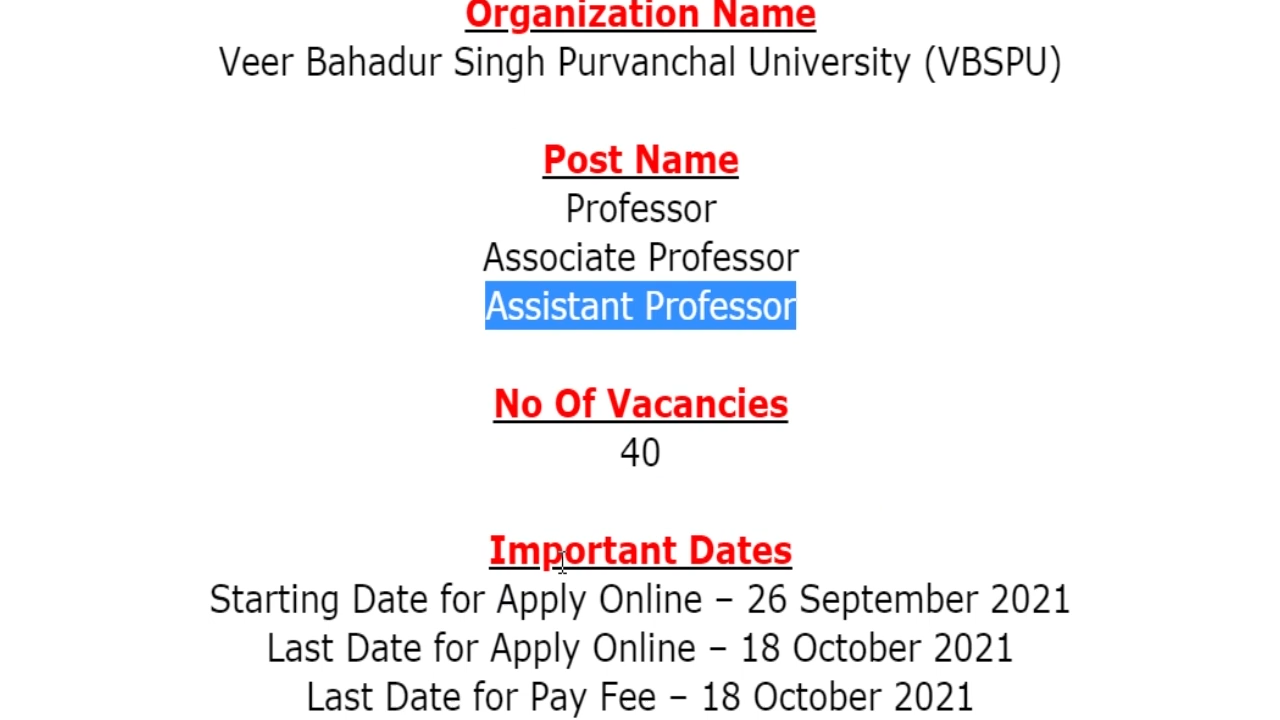 Organization Name
Veer Bahadur Singh Purvanchal University (VBSPU)
Post Name
Professor
Associate Professor
Assistant Professor
No Of Vacancies
40
Important Dates
Starting Date for Apply Online – 26 September 2021
Last Date for Apply Online – 18 October 2021
Last Date for Pay Fee – 18 October 2021